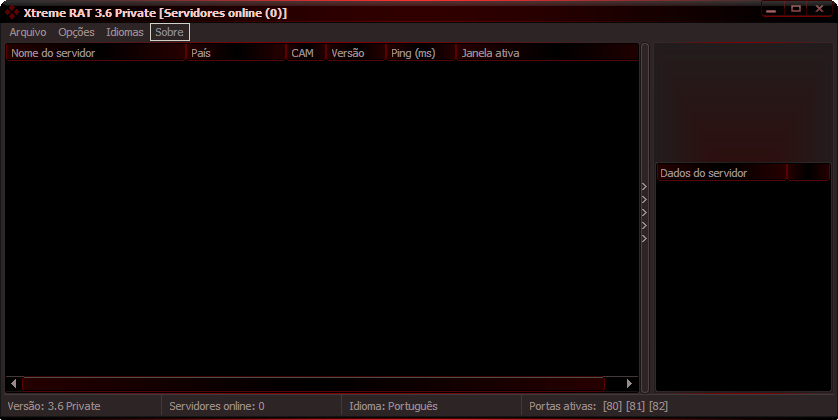 Xtreme RAT 3.6 Private [Servidores online (0)]
Arquivo Opções Idiomas Sobre
Nome do servidor País CAM Versão Ping (ms) Janela ativa
Dados do servidor
Versão: 3.6 Private Servidores online: 0 Idioma: Português Portas ativas: [80] [81] [82]